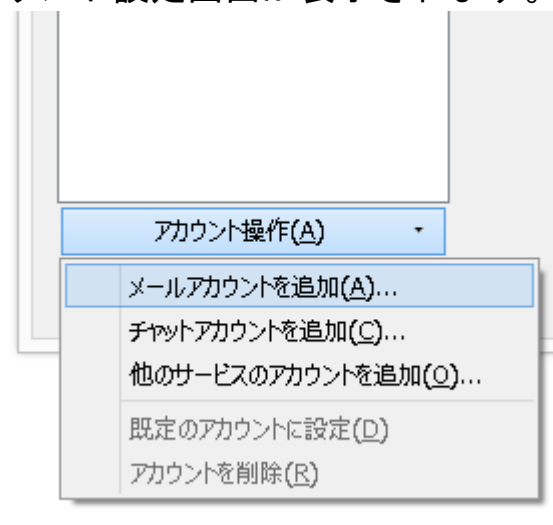 アカウント操作(A)
メールアカウントを追加(A)...
チャットアカウントを追加(C)...
他のサービスのアカウントを追加(O)...
既定のアカウントに設定(D)
アカウントを削除(R)